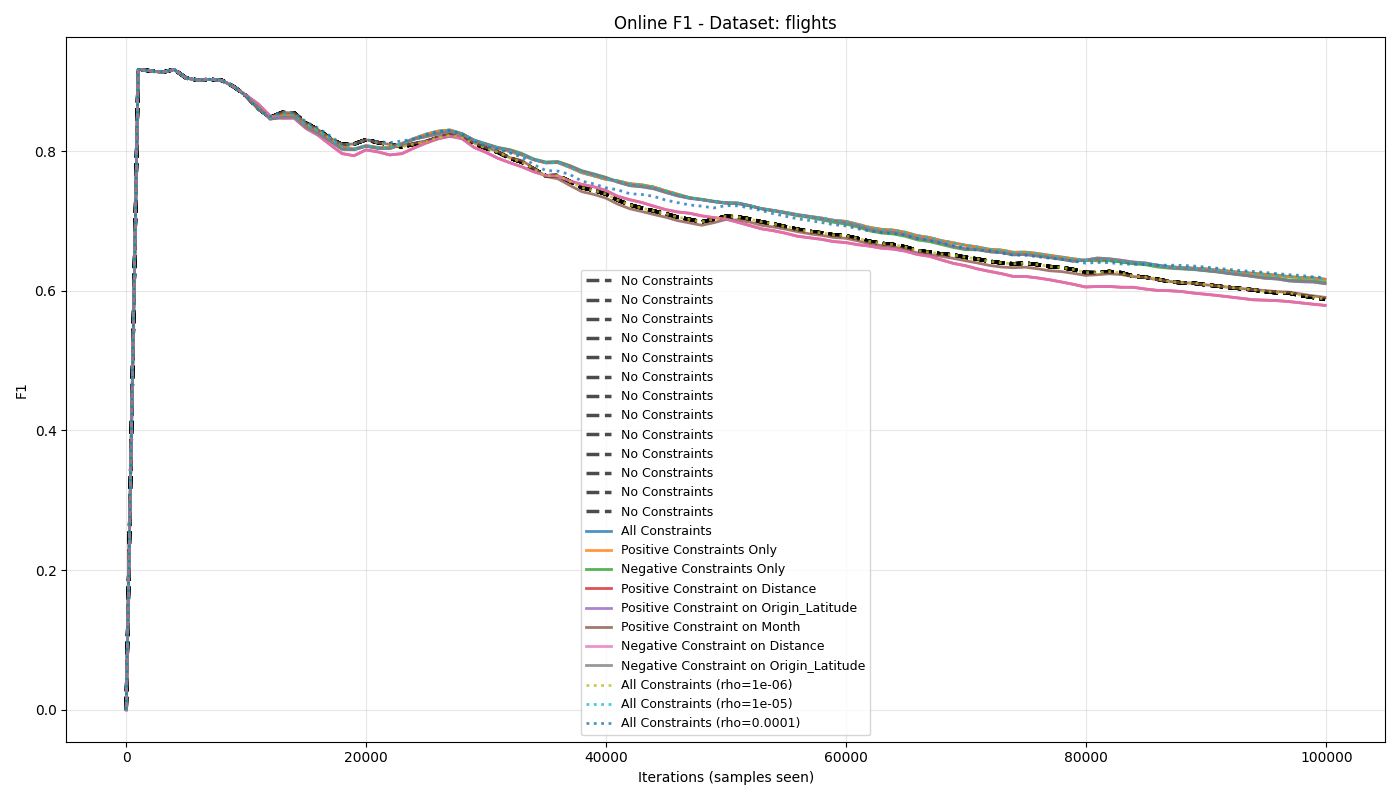 Online F1 - Dataset: flights
F1
0.8
0.6
0.4
0.2
0.0
No Constraints
No Constraints
No Constraints
No Constraints
No Constraints
No Constraints
No Constraints
No Constraints
No Constraints
No Constraints
No Constraints
No Constraints
No Constraints
All Constraints
Positive Constraints Only
Negative Constraints Only
Positive Constraint on Distance
Positive Constraint on Origin_Latitude
Positive Constraint on Month
Negative Constraint on Distance
Negative Constraint on Origin_Latitude
All Constraints (rho=1e-06)
All Constraints (rho=1e-05)
All Constraints (rho=0.0001)
0
20000
40000
60000
80000
100000
Iterations (samples seen)